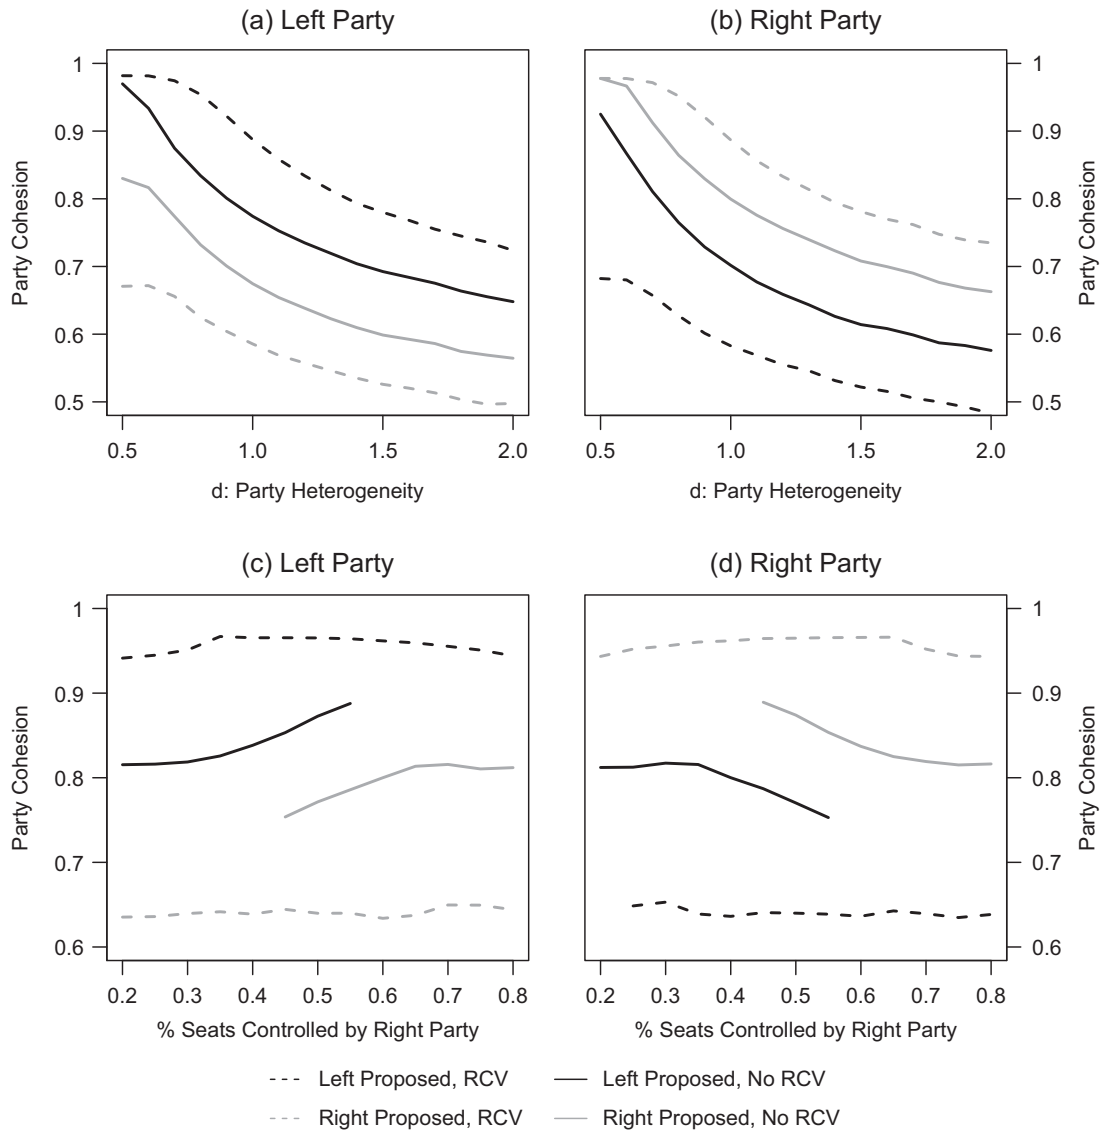 (a) Left Party
(b) Right Party
1
0.9
0.8
0.7
0.6
0.5
Party Cohesion
0.5 1.0 1.5 2.0
d: Party Heterogeneity
1
0.9
0.8
0.7
0.6
0.5
Party Cohesion
0.5 1.0 1.5 2.0
d: Party Heterogeneity
(c) Left Party
(d) Right Party
1
0.9
0.8
0.7
0.6
Party Cohesion
0.2 0.3 0.4 0.5 0.6 0.7 0.8
% Seats Controlled by Right Party
1
0.9
0.8
0.7
0.6
Party Cohesion
0.2 0.3 0.4 0.5 0.6 0.7 0.8
% Seats Controlled by Right Party
Left Proposed, RCV
Left Proposed, No RCV
Right Proposed, RCV
Right Proposed, No RCV